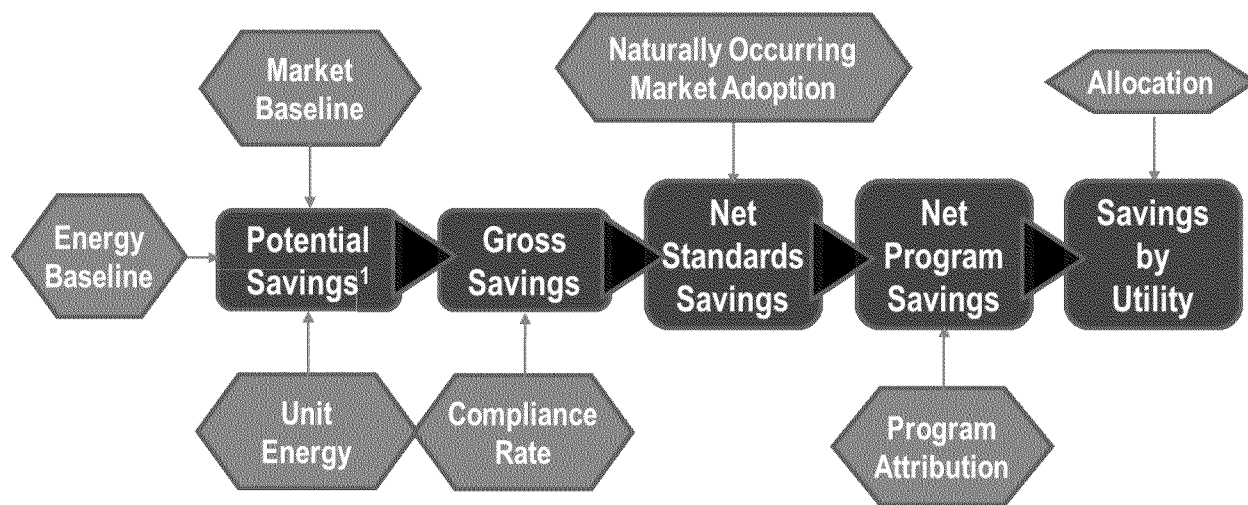 Market
Baseline
Naturally Occurring
Market Adoption
Allocation
Energy
Baseline
Potential
Savings¹
Gross
Savings
Net
Standards
Savings
Net
Program
Savings
Savings
by
Utility
Unit
Energy
Compliance
Rate
Program
Attribution